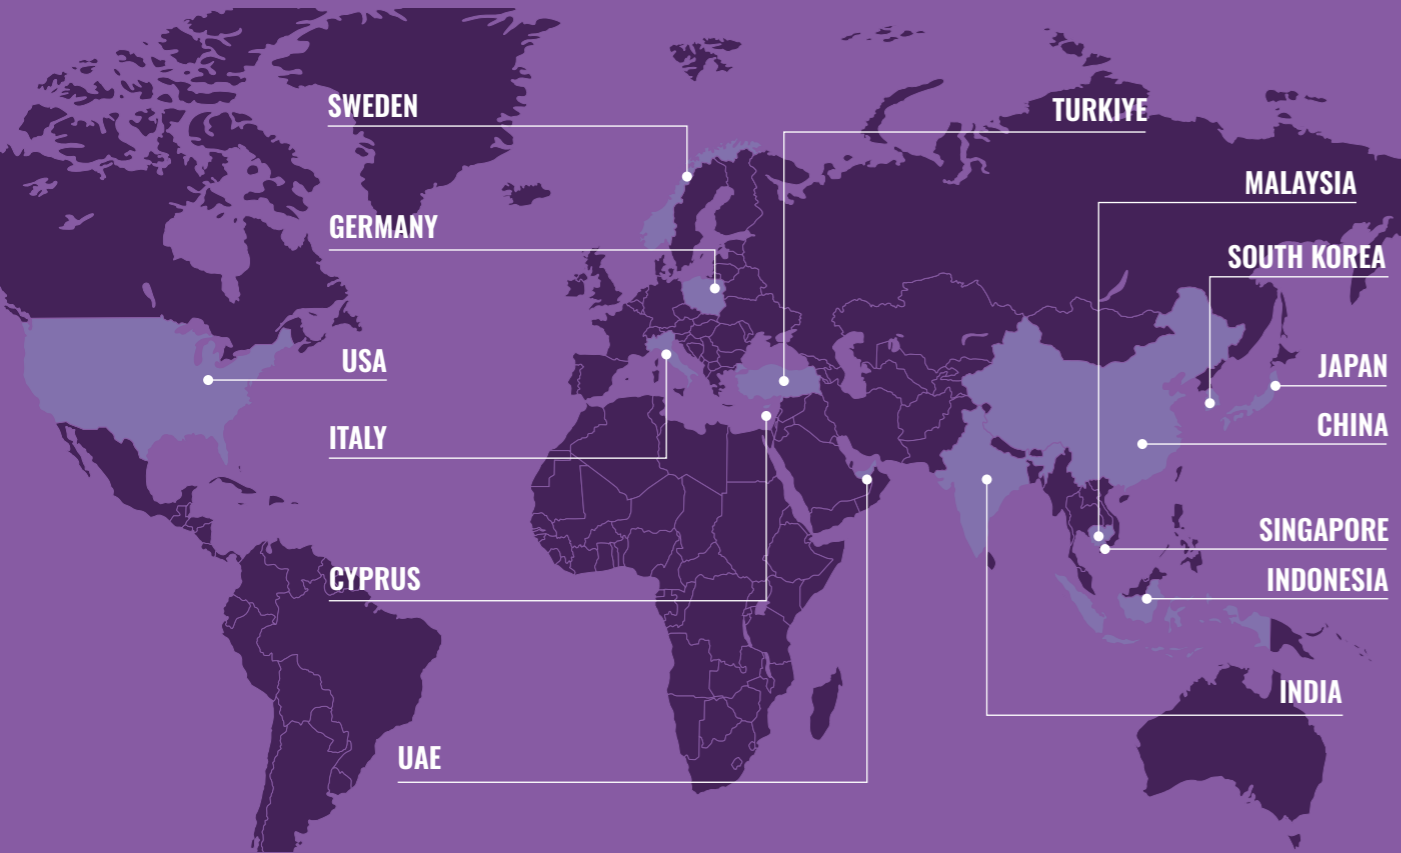 SWEDEN
TURKIYE
MALAYSIA
GERMANY
SOUTH KOREA
USA
JAPAN
CHINA
ITALY
SINGAPORE
CYPRUS
INDONESIA
INDIA
UAE